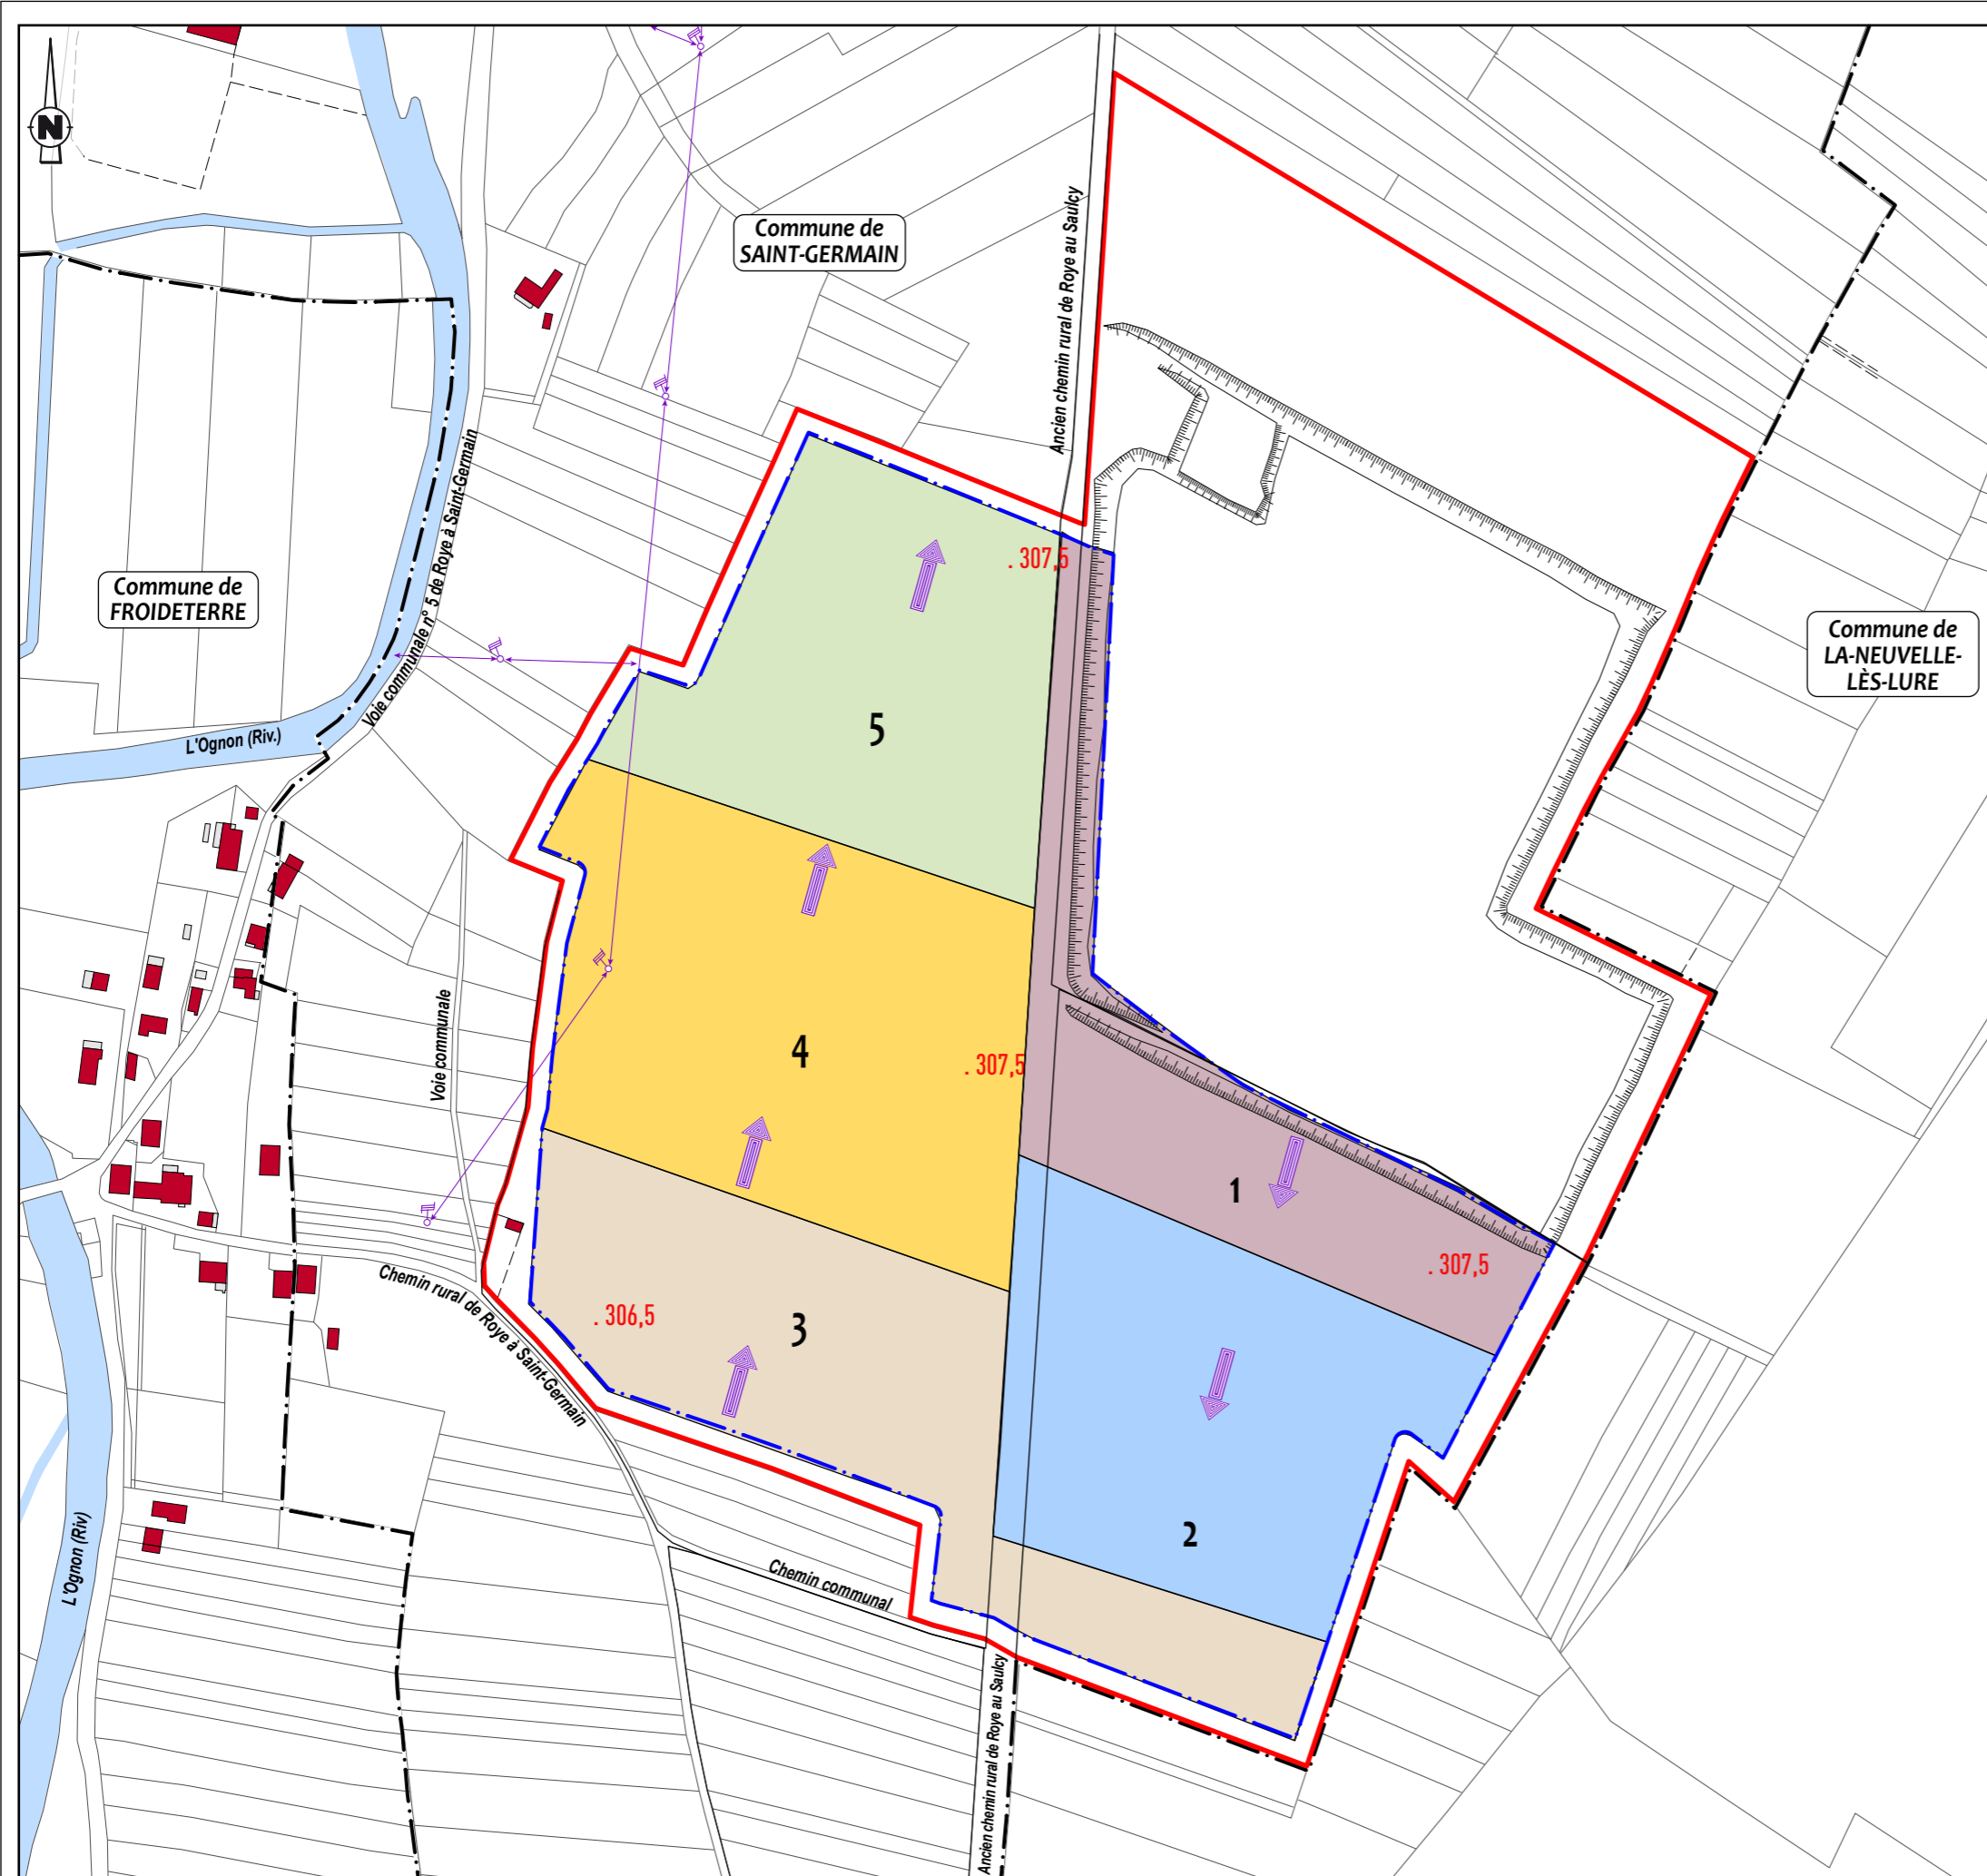 N
Commune de
SAINT-GERMAIN
Ancien chemin rural de Roye au Saulcy
. 307,5
Commune de
FROIDETERRE
Voie communale n° 5 de Roye à Saint-Germain
Commune de
LA-NEUVELLE-
LÈS-LURE
L'Ognon (Riv.)
5
4
. 307,5
Voie communale
1
. 307,5
Chemin rural de Roye à Saint-Germain
. 306,5
3
2
L'Ognon (Riv)
Chemin communal
Ancien chemin rural de Roye au Saulcy